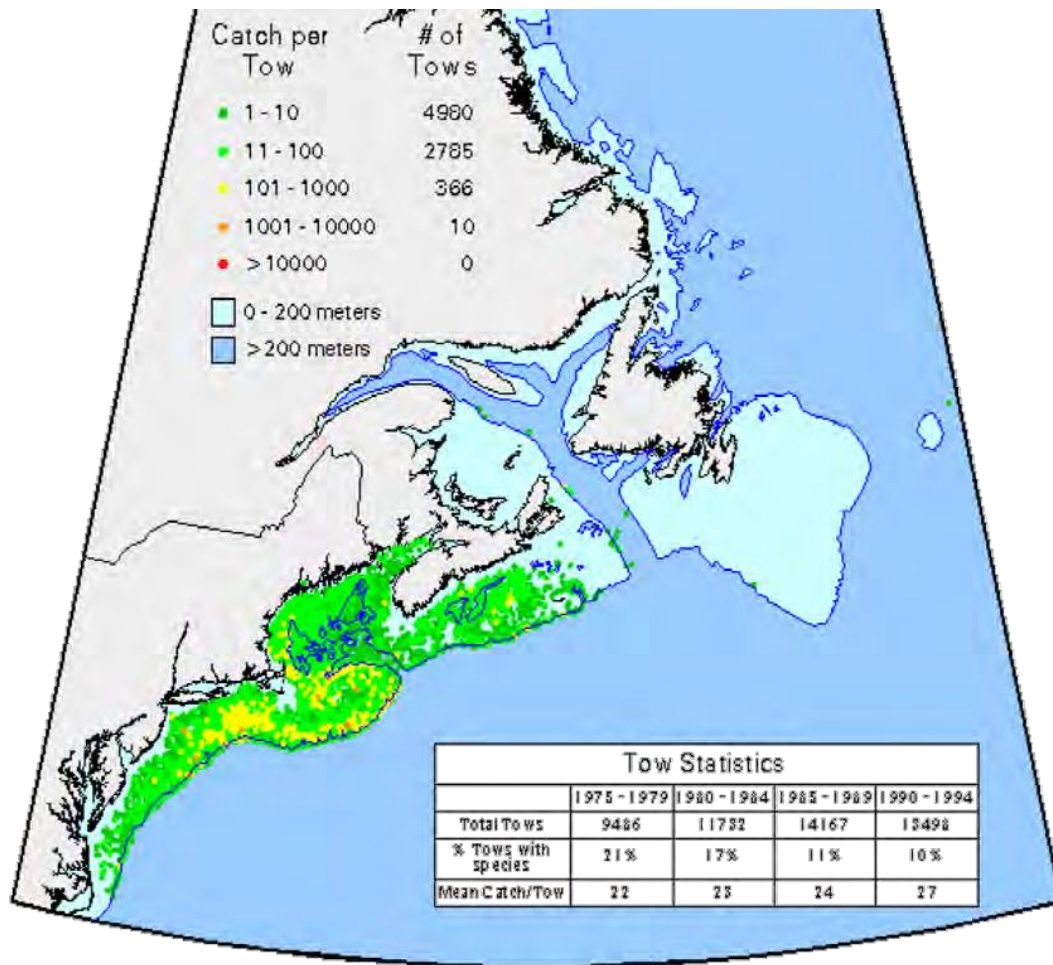 Catch per # of
Tow Tows
1 - 10 4980
11 - 100 2785
101 - 1000 366
1001 - 10000 10
> 10000 0
0 - 200 meters
> 200 meters
Tow Statistics
1975 - 1979 1980 - 1984 1985 - 1989 1990 - 1994
Total Tows 9486 11732 14167 13498
% Tows with
species 21% 17% 11% 10%
Mean Catch/Tow 22 23 24 27